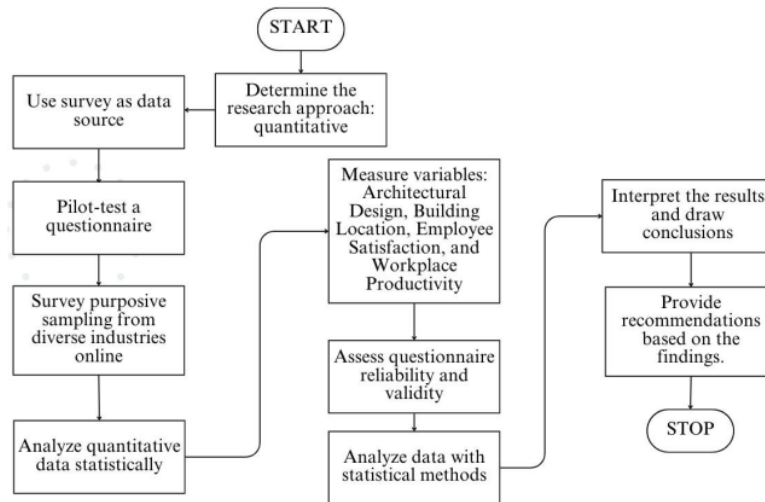 START
Determine the
research approach:
quantitative
Use survey as data
source
Pilot-test a
questionnaire
Survey purposive
sampling from
diverse industries
online
Analyze quantitative
data statistically
Measure variables:
Architectural
Design, Building
Location, Employee
Satisfaction, and
Workplace
Productivity
Assess questionnaire
reliability and
validity
Analyze data with
statistical methods
Interpret the results
and draw
conclusions
Provide
recommendations
based on the
findings.
STOP